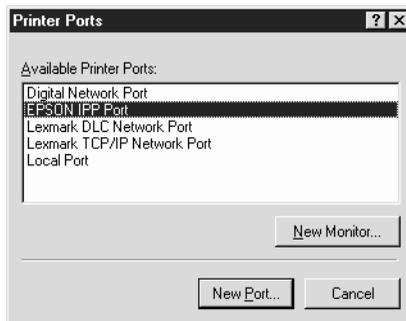 Printer Ports
Available Printer Ports:
Digital Network Port
EPSON IPP Port
Lexmark DLC Network Port
Lexmark TCP/IP Network Port
Local Port
New Monitor...
New Port...
Cancel